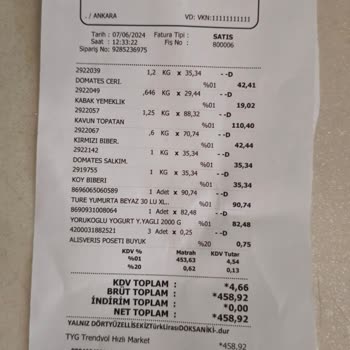 . / ANKARA VD: VKN:11111111111
Tarih : 07/06/2024 Fatura Tipi : SATIS
Saat : 12:33:22 Fiş No : 800006
Sipariş No: 9285236975
2922039 1,2 KG x 35,34 --D
DOMATES CERI. %01 42,41
2922049 ,646 KG x 29,44 --D
KABAK YEMEKLIK %01 19,02
2922057 1,25 KG x 88,32 --D
KAVUN TOPATAN %01 110,40
2922067 ,6 KG x 70,74 --D
KIRMIZI BIBER. %01 42,44
2922142 1 KG x 35,34 --D
DOMATES SALKIM. %01 35,34
2919755 1 KG x 35,34 --D
KOY BIBERI %01 35,34
8696065060589 1 Adet x 90,74 --D
TURE YUMURTA BEYAZ 30 LU XL.. %01 90,74
8690931008064 1 Adet x 82,48 --D
YORUKOGLU YOGURT Y.YAGLI 2000 G %01 82,48
4200031882521 3 Adet x 0,25 --D
ALISVERIS POSETI BUYUK %20 0,75
KDV % Matrah KDV Tutar
%01 453,63 4,54
%20 0,62 0,13
KDV TOPLAM : *4,66
BRÜT TOPLAM : *458,92
İNDİRİM TOPLAM : *0,00
NET TOPLAM : *458,92
YALNIZ DÖRTYÜZELLİSEKİZTürkLirasıDOKSANİKİ-.dur
TYG Trendyol Hızlı Market *458,92